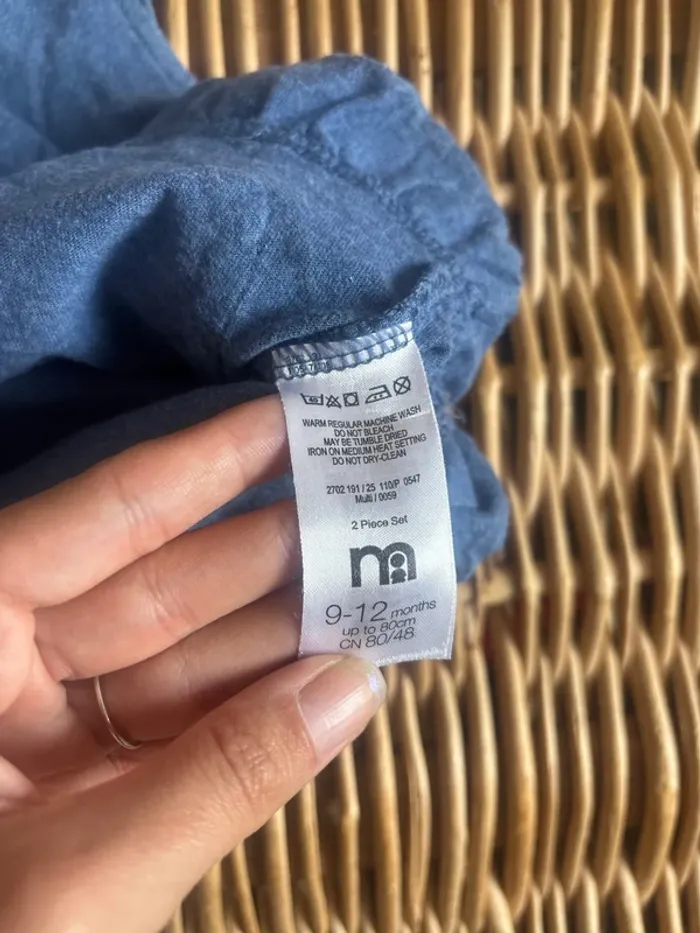 40
WARM REGULAR MACHINE WASH
DO NOT BLEACH
MAY BE TUMBLE DRIED
IRON ON MEDIUM HEAT SETTING
DO NOT DRY-CLEAN
2702 191 / 25 110/P 0547
Multi / 0059
2 Piece Set
m
9-12 months
up to 80cm
CN 80/48